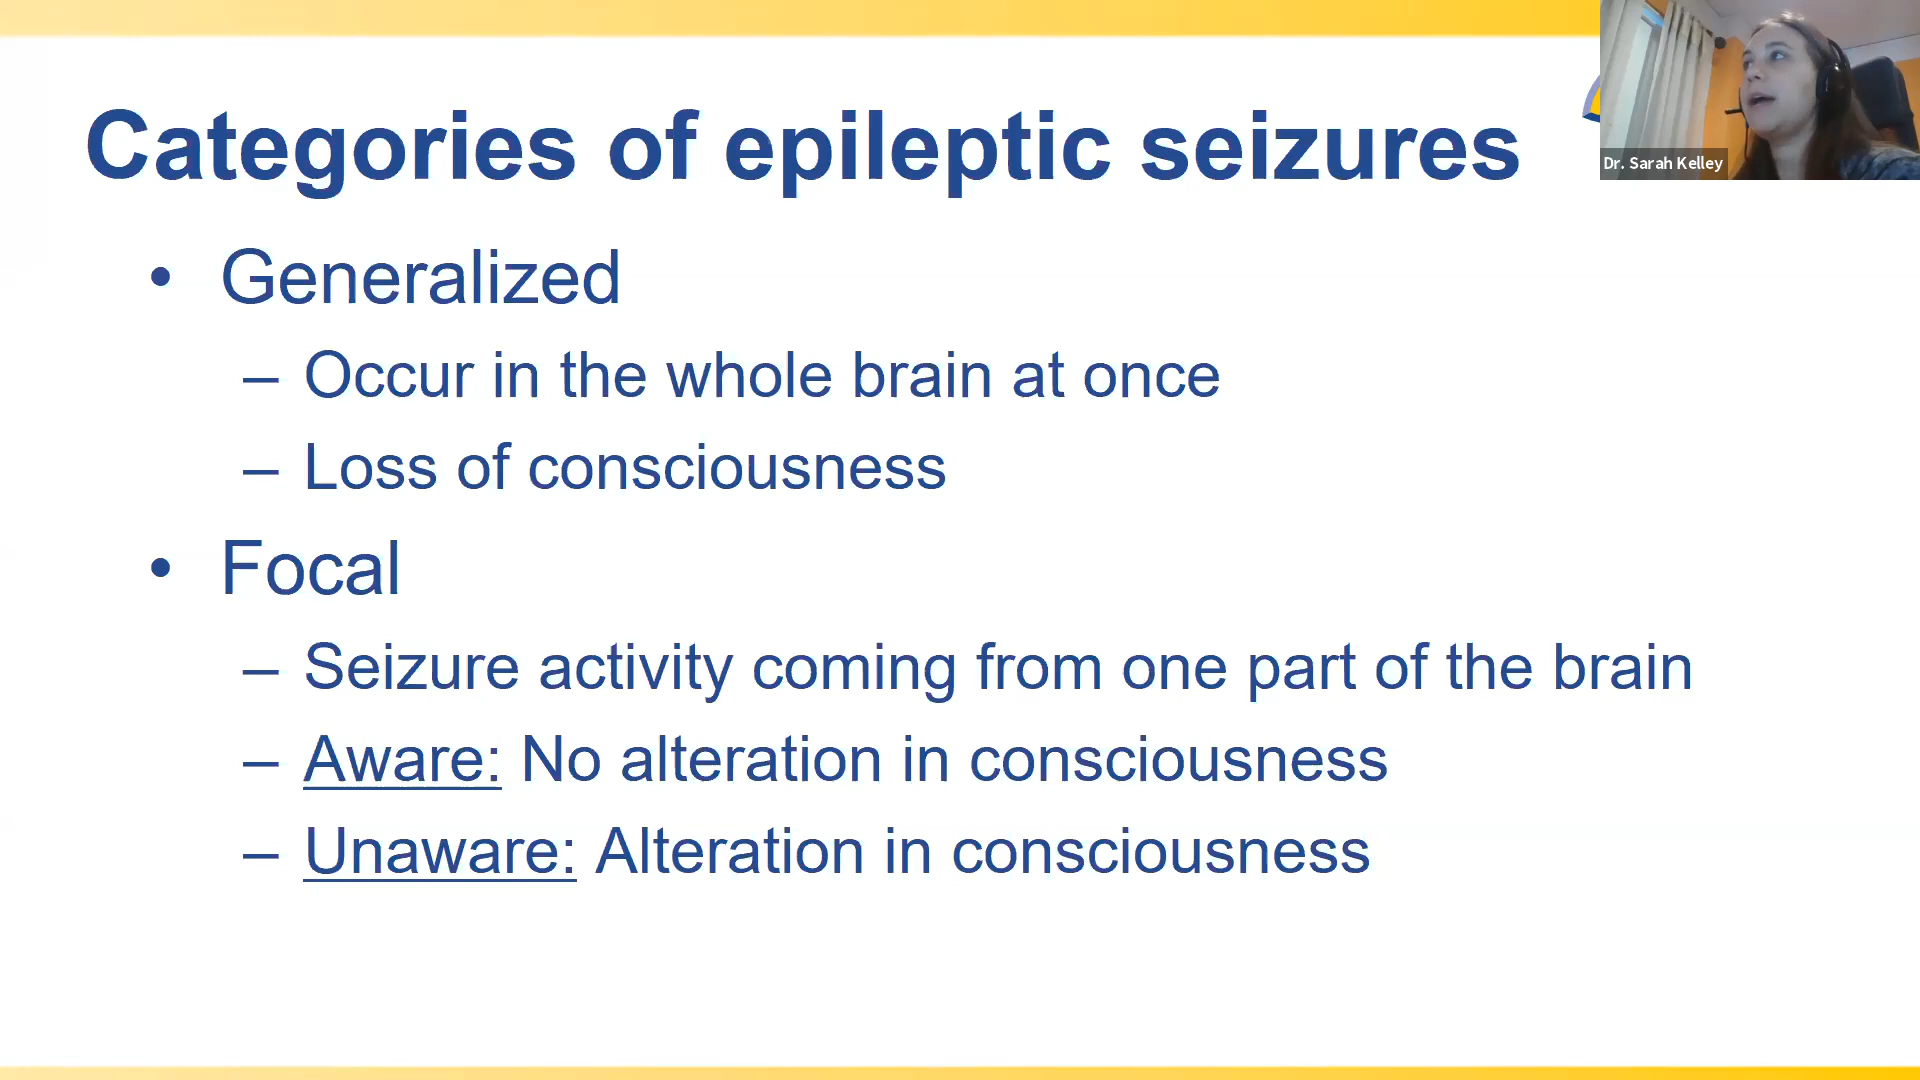 Categories of epileptic seizures
Dr. Sarah Kelley
• Generalized
– Occur in the whole brain at once
– Loss of consciousness
• Focal
– Seizure activity coming from one part of the brain
– Aware: No alteration in consciousness
– Unaware: Alteration in consciousness